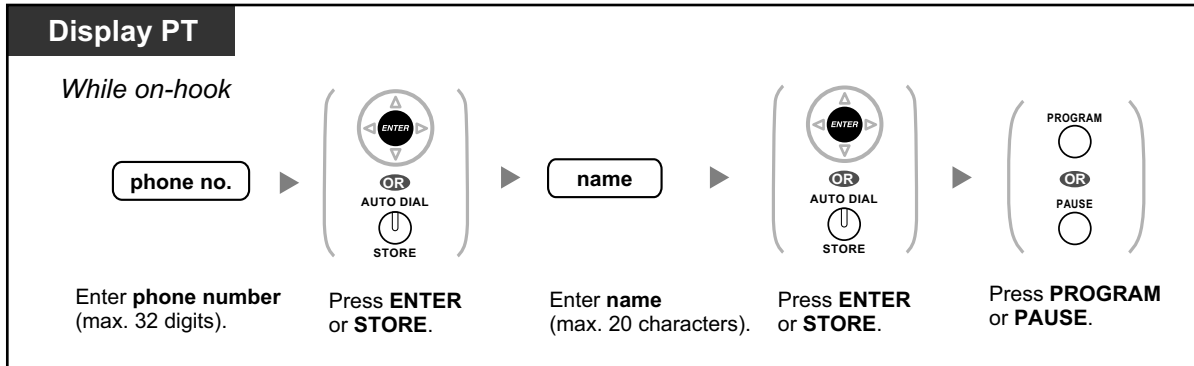 Display PT
While on-hook
phone no.
ENTER
OR
AUTO DIAL
STORE
name
ENTER
OR
AUTO DIAL
STORE
PROGRAM
OR
PAUSE
Enter phone number
(max. 32 digits).
Press ENTER
or STORE.
Enter name
(max. 20 characters).
Press ENTER
or STORE.
Press PROGRAM
or PAUSE.